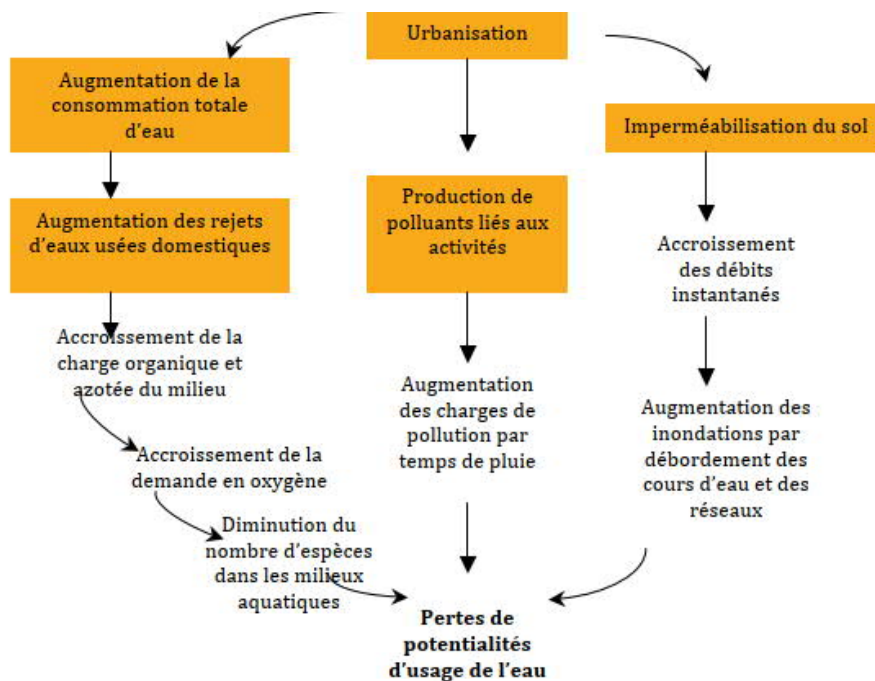 Urbanisation
Augmentation de la
consommation totale
d'eau
Imperméabilisation du sol
Augmentation des rejets
d'eaux usées domestiques
Production de
polluants liés aux
activités
Accroissement
des débits
instantanés
Accroissement de la
charge organique et
azotée du milieu
Augmentation
des charges de
pollution par
temps de pluie
Augmentation des
inondations par
débordement des
cours d'eau et des
réseaux
Accroissement de la
demande en oxygène
Diminution du
nombre d'espèces
dans les milieux
aquatiques
Pertes de
potentialités
d'usage de l'eau